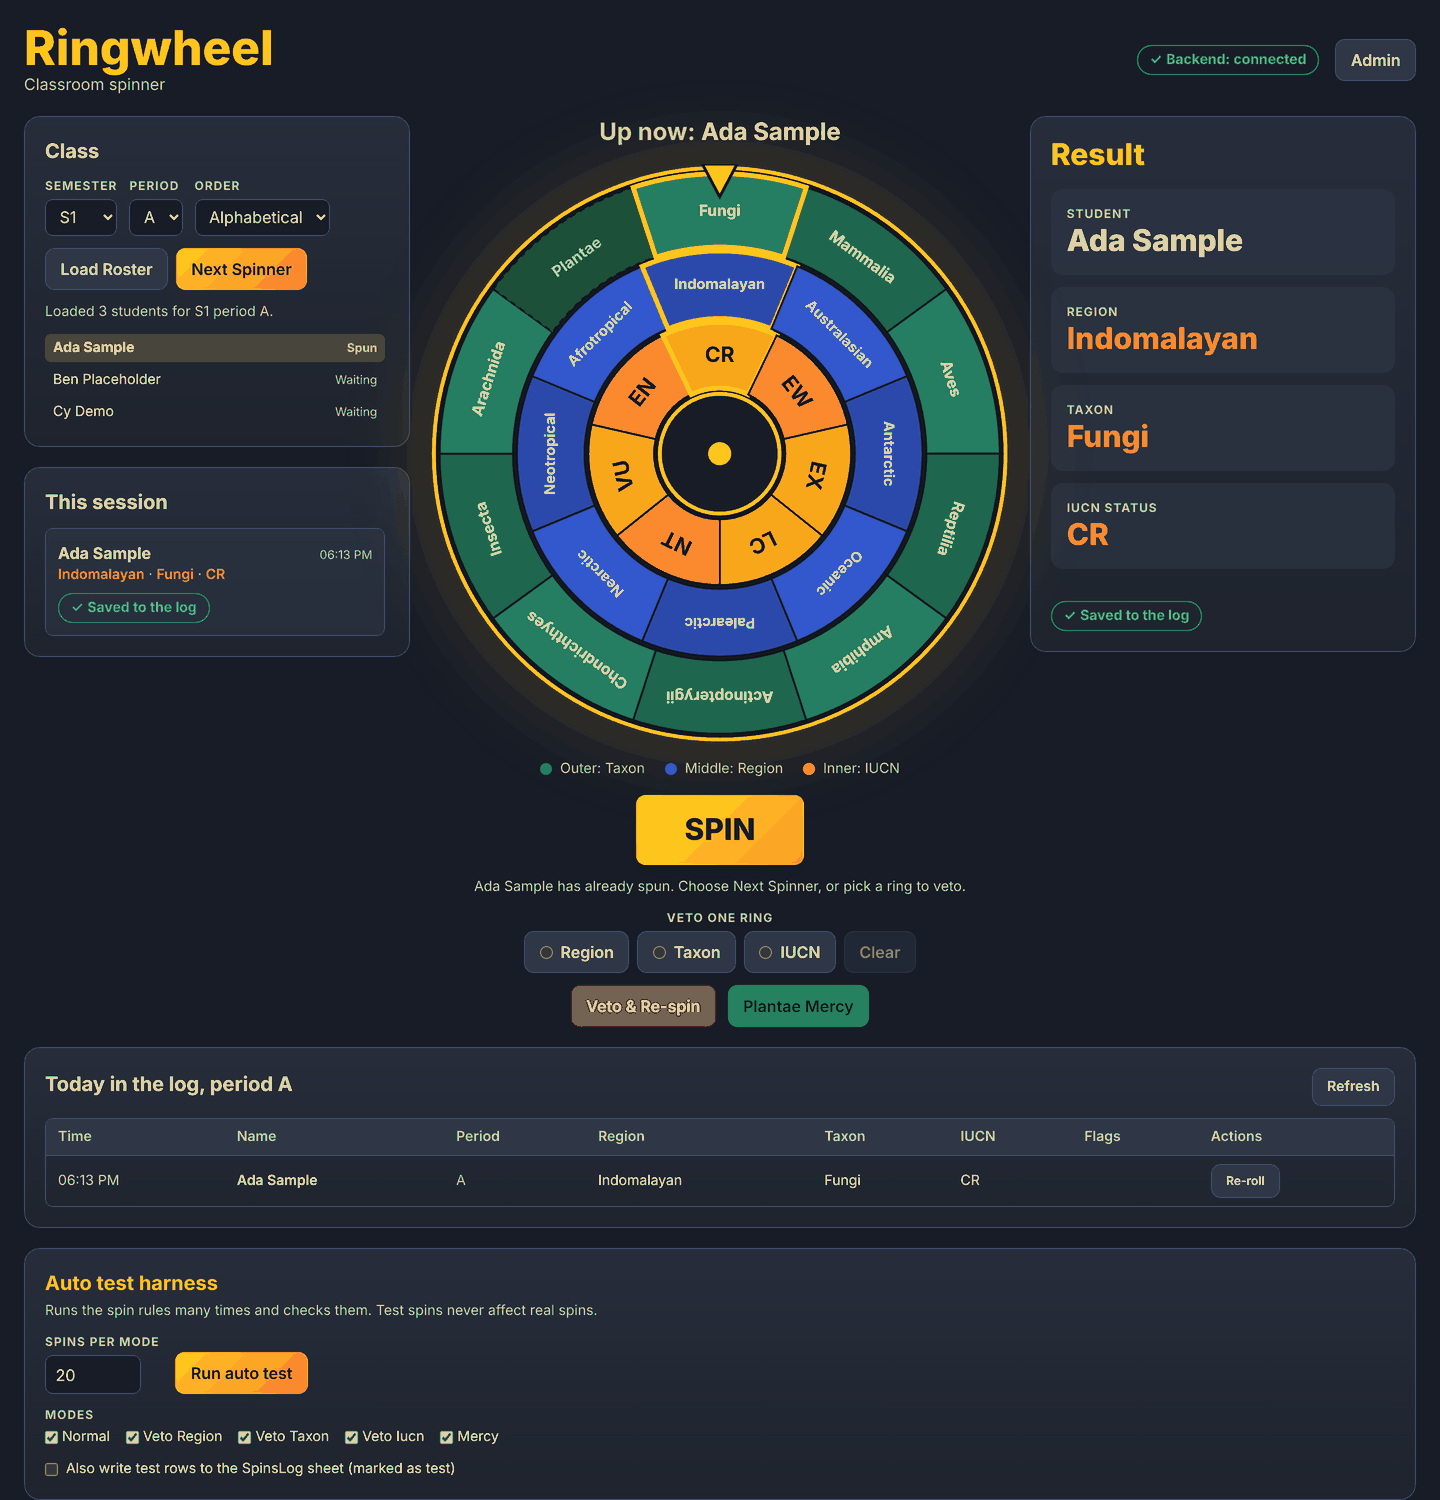 Ringwheel
Classroom spinner
✓ Backend: connected
Admin
Class
SEMESTER PERIOD ORDER
S1 A Alphabetical
Load Roster Next Spinner
Loaded 3 students for S1 period A.
Ada Sample Spun
Ben Placeholder Waiting
Cy Demo Waiting
This session
Ada Sample 06:13 PM
Indomalayan · Fungi · CR
✓ Saved to the log
Up now: Ada Sample
Fungi
Mammalia
Aves
Reptilia
Amphibia
Actinopterygii
Chondrichthyes
Insecta
Arachnida
Plantae
Indomalayan
Australasian
Antarctic
Oceanic
Palearctic
Nearctic
Neotropical
Afrotropical
CR
EW
EX
LC
NT
VU
EN
Outer: Taxon Middle: Region Inner: IUCN
SPIN
Ada Sample has already spun. Choose Next Spinner, or pick a ring to veto.
VETO ONE RING
Region Taxon IUCN Clear
Veto & Re-spin Plantae Mercy
Result
STUDENT
Ada Sample
REGION
Indomalayan
TAXON
Fungi
IUCN STATUS
CR
✓ Saved to the log
Today in the log, period A
Refresh
Time Name Period Region Taxon IUCN Flags Actions
06:13 PM Ada Sample A Indomalayan Fungi CR Re-roll
Auto test harness
Runs the spin rules many times and checks them. Test spins never affect real spins.
SPINS PER MODE
20 Run auto test
MODES
Normal Veto Region Veto Taxon Veto Iucn Mercy
Also write test rows to the SpinsLog sheet (marked as test)